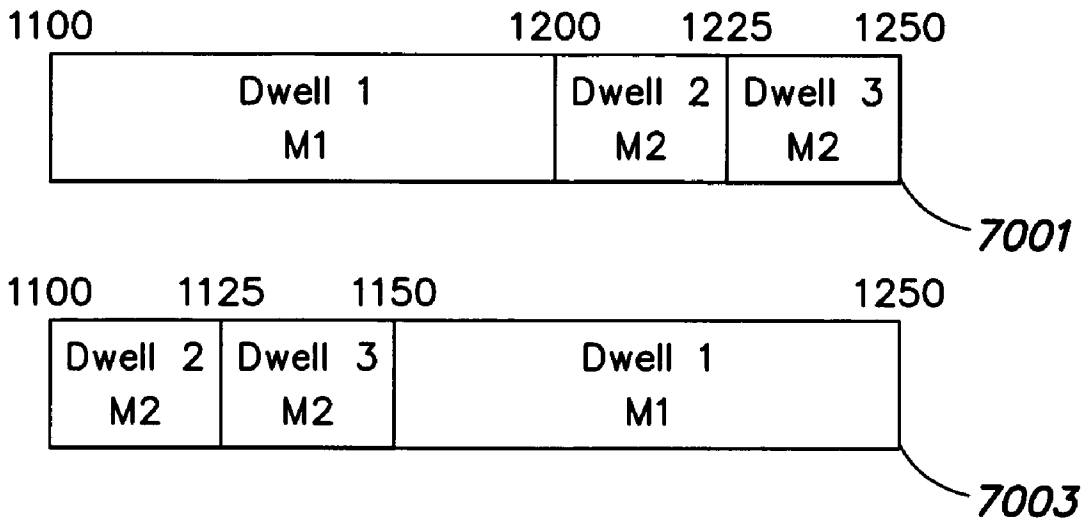 1100 1200 1225 1250
Dwell 1 Dwell 2 Dwell 3
M1 M2 M2
7001
1100 1125 1150 1250
Dwell 2 Dwell 3 Dwell 1
M2 M2 M1
7003